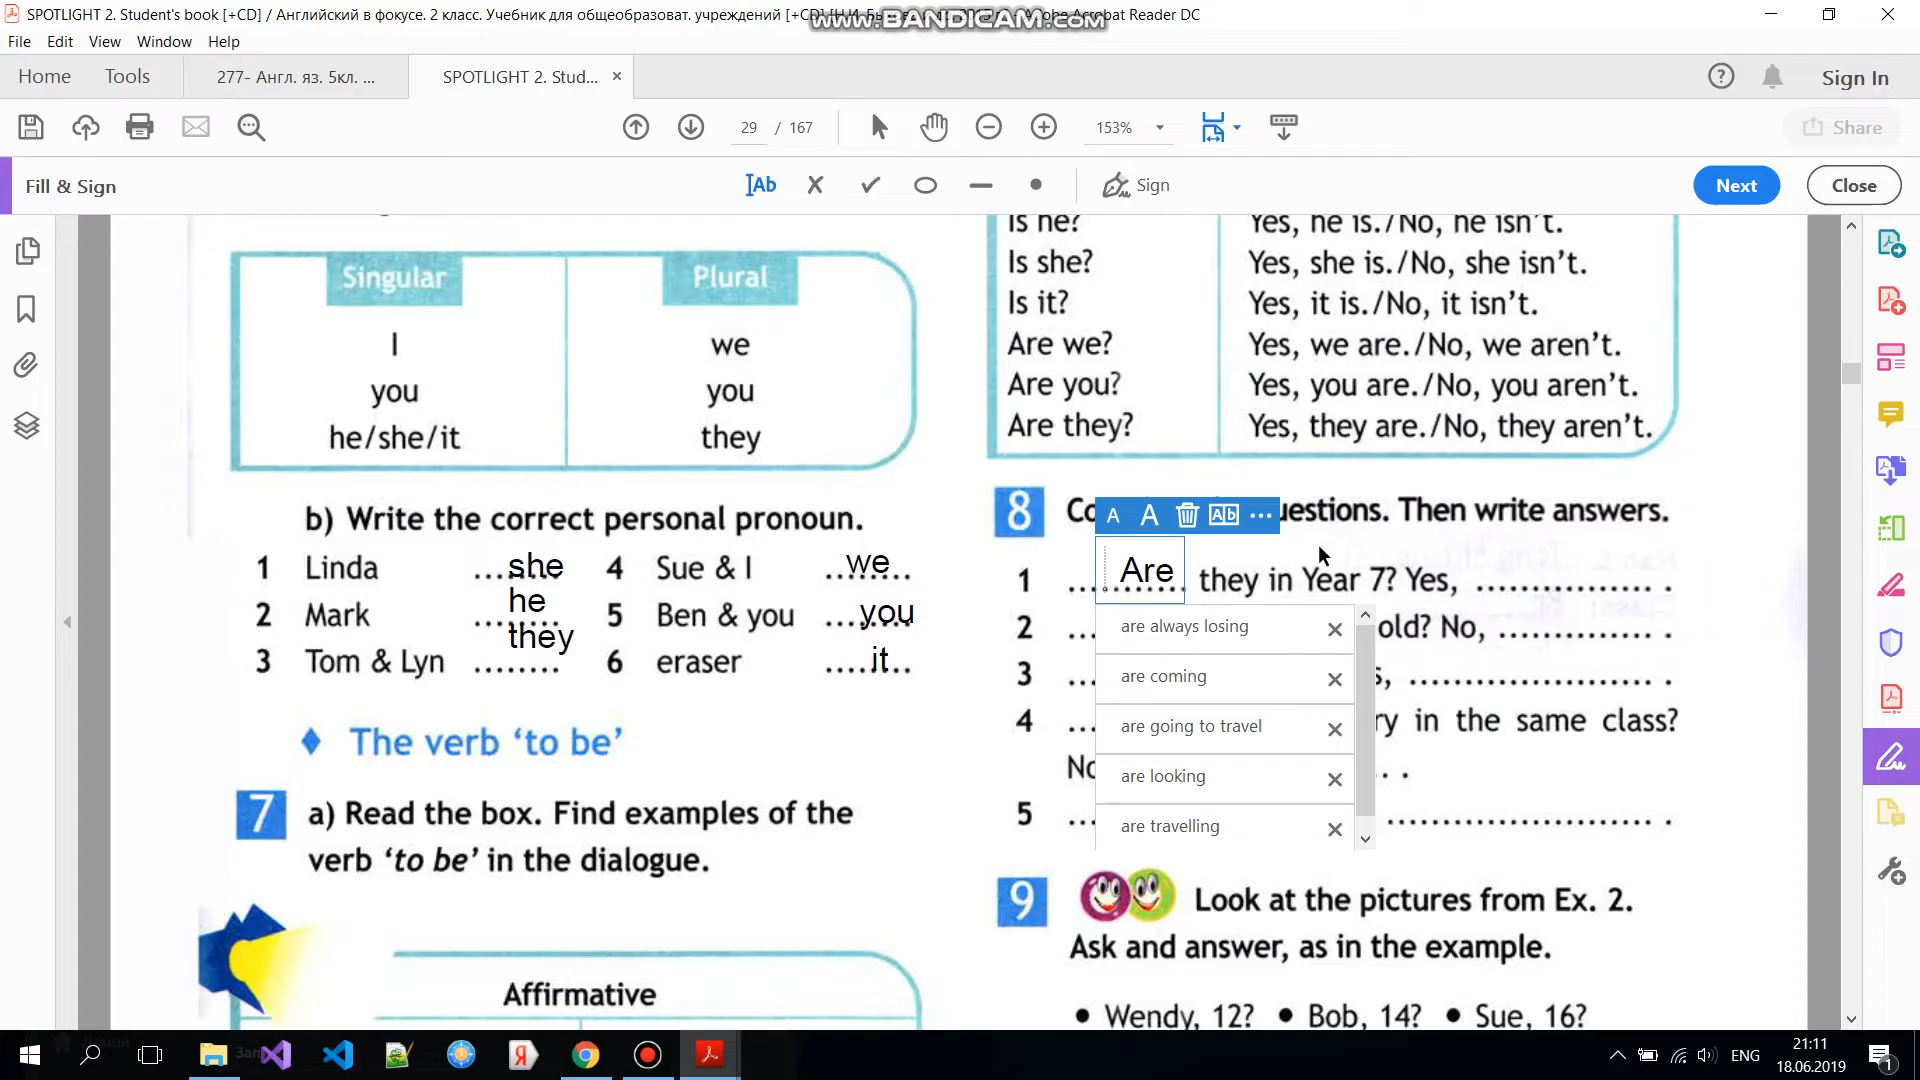 SPOTLIGHT 2. Student's book [+CD] / Английский в фокусе. 2 класс. Учебник для общеобразоват. учреждений [+CD]
Adobe Acrobat Reader DC
www.BANDICAM.com
File Edit View Window Help
Home Tools 277- Англ. яз. 5кл. ... SPOTLIGHT 2. Stud... Sign In
29 / 167 153% Share
Fill & Sign Sign Next Close
Singular Plural
I we
you you
he/she/it they
Is he? Yes, he is./No, he isn't.
Is she? Yes, she is./No, she isn't.
Is it? Yes, it is./No, it isn't.
Are we? Yes, we are./No, we aren't.
Are you? Yes, you are./No, you aren't.
Are they? Yes, they are./No, they aren't.
b) Write the correct personal pronoun.
1 Linda ........ she 4 Sue & I ........ we
2 Mark ........ he 5 Ben & you ........ you
3 Tom & Lyn ........ they 6 eraser ........ it
The verb 'to be'
7 a) Read the box. Find examples of the
verb 'to be' in the dialogue.
Affirmative
8 uestions. Then write answers.
A A Ab
1 Are they in Year 7? Yes, .................. .
2 old? No, ................ .
3 s, ...................... .
4 ry in the same class?
5 .......................... .
are always losing
are coming
are going to travel
are looking
are travelling
9 Look at the pictures from Ex. 2.
Ask and answer, as in the example.
• Wendy, 12? • Bob, 14? • Sue, 16?
ENG
21:11
18.06.2019
1